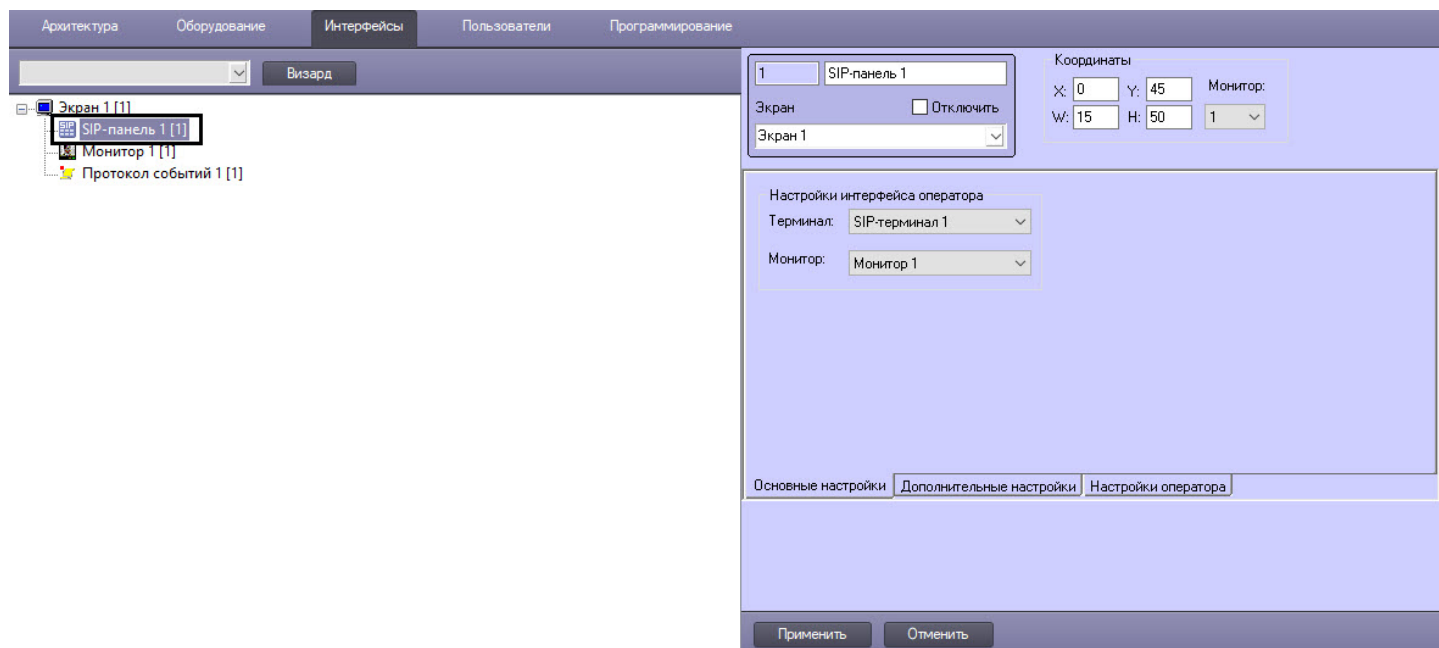 Архитектура Оборудование Интерфейсы Пользователи Программирование
Визард
Экран 1 [1]
SIP-панель 1 [1]
Монитор 1 [1]
Протокол событий 1 [1]
1 SIP-панель 1
Экран Отключить
Экран 1
Координаты
X: 0 Y: 45 Монитор:
W: 15 H: 50 1
Настройки интерфейса оператора
Терминал: SIP-терминал 1
Монитор: Монитор 1
Основные настройки Дополнительные настройки Настройки оператора
Применить Отменить